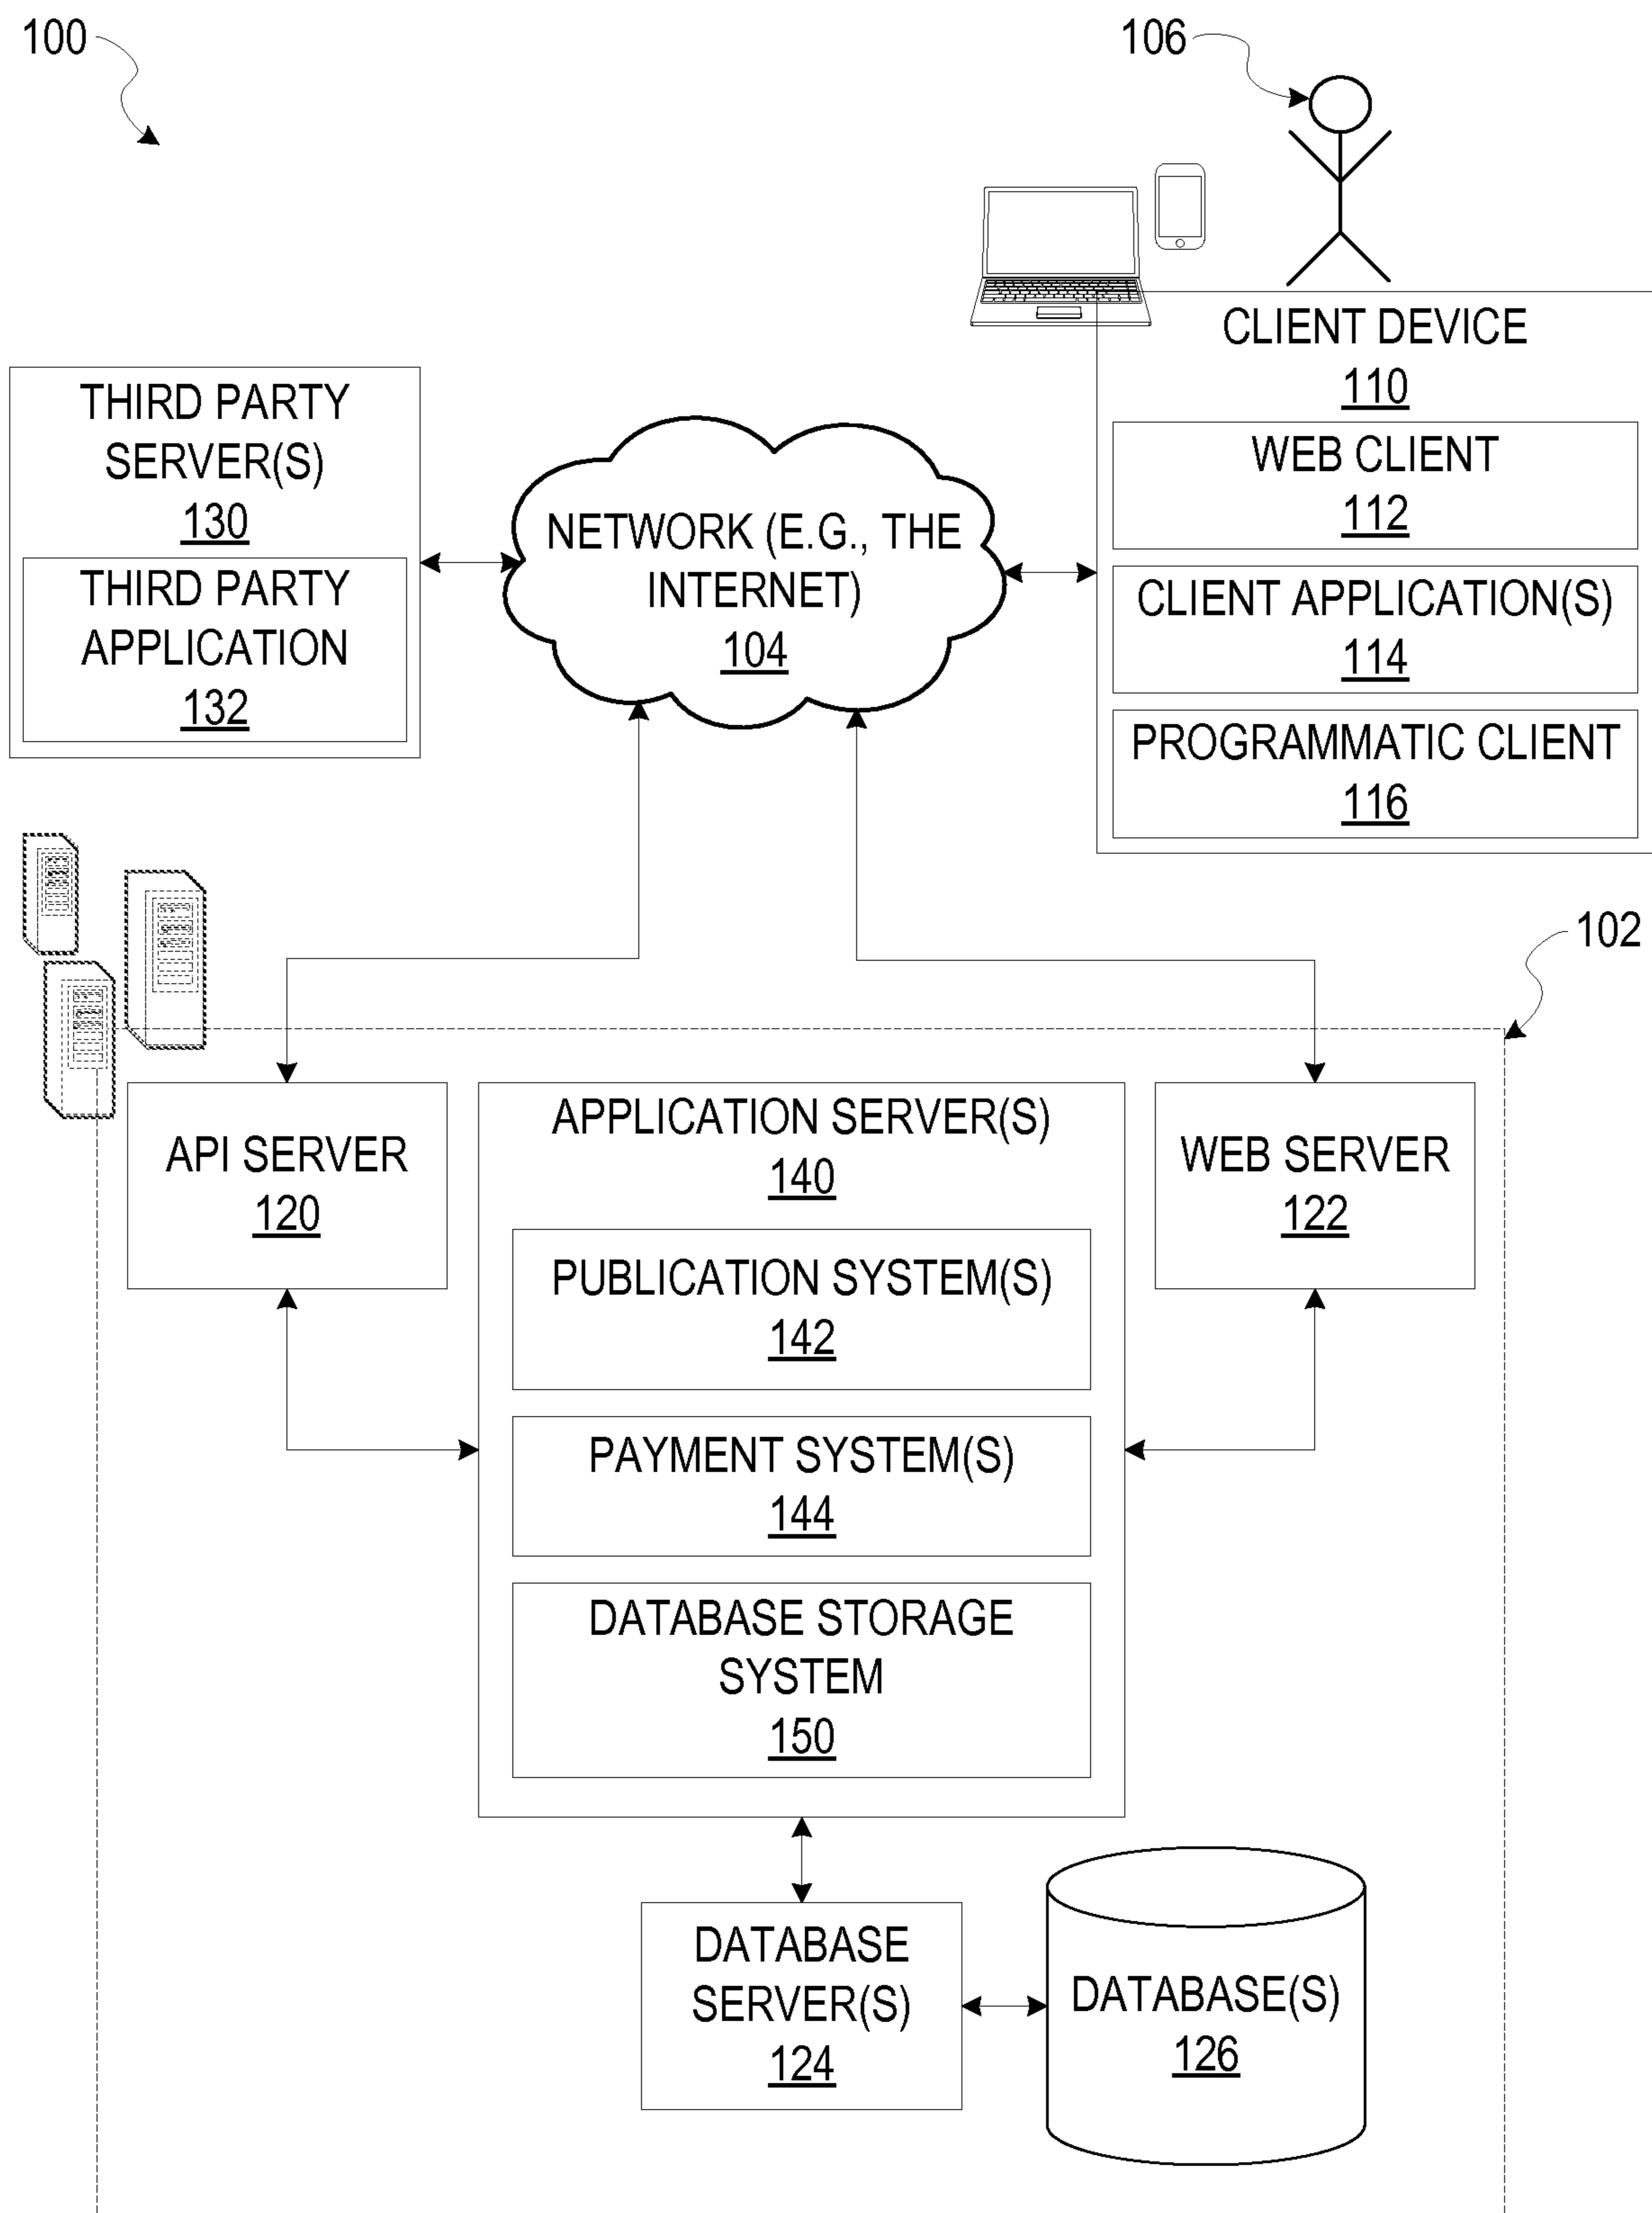 100
106
CLIENT DEVICE
110
WEB CLIENT
112
CLIENT APPLICATION(S)
114
PROGRAMMATIC CLIENT
116
THIRD PARTY
SERVER(S)
130
THIRD PARTY
APPLICATION
132
NETWORK (E.G., THE
INTERNET)
104
102
API SERVER
120
APPLICATION SERVER(S)
140
PUBLICATION SYSTEM(S)
142
PAYMENT SYSTEM(S)
144
DATABASE STORAGE
SYSTEM
150
WEB SERVER
122
DATABASE
SERVER(S)
124
DATABASE(S)
126